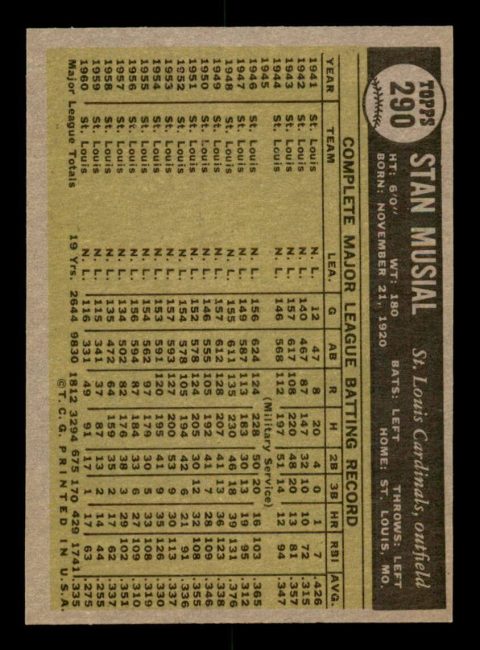 TOPPS
290
STAN MUSIAL St. Louis Cardinals, outfield
HT: 6'0" WT: 180 BATS: LEFT THROWS: LEFT
BORN: NOVEMBER 21, 1920 HOME: ST. LOUIS, MO.
COMPLETE MAJOR LEAGUE BATTING RECORD
YEAR TEAM LEA. G AB R H 2B 3B HR RBI AVG.
1941 St. Louis N. L. 12 47 8 20 4 0 1 7 .426
1942 St. Louis N. L. 140 467 87 147 32 10 10 72 .315
1943 St. Louis N. L. 157 617 108 220 48 20 13 81 .357
1944 St. Louis N. L. 146 568 112 197 51 14 12 94 .347
1945 (Military Service)
1946 St. Louis N. L. 156 624 124 228 50 20 16 103 .365
1947 St. Louis N. L. 149 587 113 183 30 13 19 95 .312
1948 St. Louis N. L. 155 611 135 230 46 18 39 131 .376
1949 St. Louis N. L. 157 612 128 207 41 13 36 123 .338
1950 St. Louis N. L. 146 555 105 192 41 7 28 109 .346
1951 St. Louis N. L. 152 578 124 205 30 12 32 108 .355
1952 St. Louis N. L. 154 578 105 194 42 6 21 91 .336
1953 St. Louis N. L. 157 593 127 200 53 9 30 113 .337
1954 St. Louis N. L. 153 591 120 195 41 9 35 126 .330
1955 St. Louis N. L. 154 562 97 179 30 5 33 108 .319
1956 St. Louis N. L. 156 594 87 184 33 6 27 109 .310
1957 St. Louis N. L. 134 502 82 176 38 3 29 102 .351
1958 St. Louis N. L. 135 472 64 159 35 2 17 62 .337
1959 St. Louis N. L. 115 341 37 87 13 2 14 44 .255
1960 St. Louis N. L. 116 331 49 91 17 1 17 63 .275
Major League Totals 19 Yrs. 2644 9830 1812 3294 675 170 429 1741 .335
© T. C. G. PRINTED IN U.S.A.